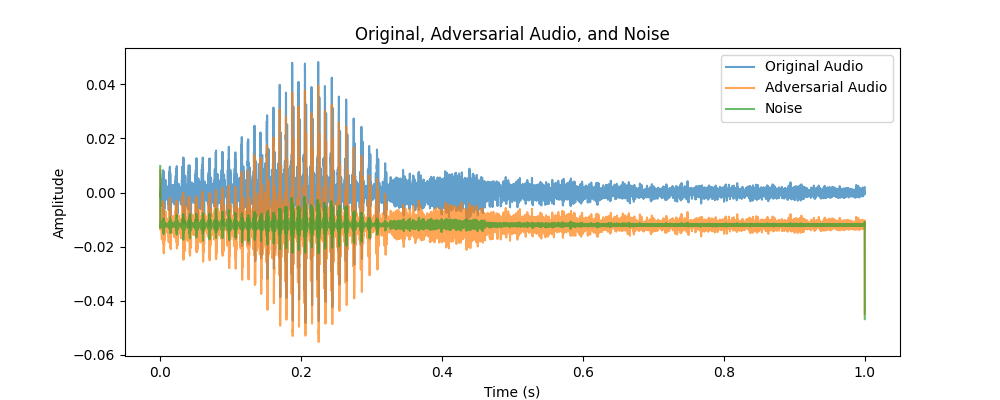 Original, Adversarial Audio, and Noise
Original Audio
Adversarial Audio
Noise
Amplitude
0.04
0.02
0.00
−0.02
−0.04
−0.06
0.0
0.2
0.4
0.6
0.8
1.0
Time (s)